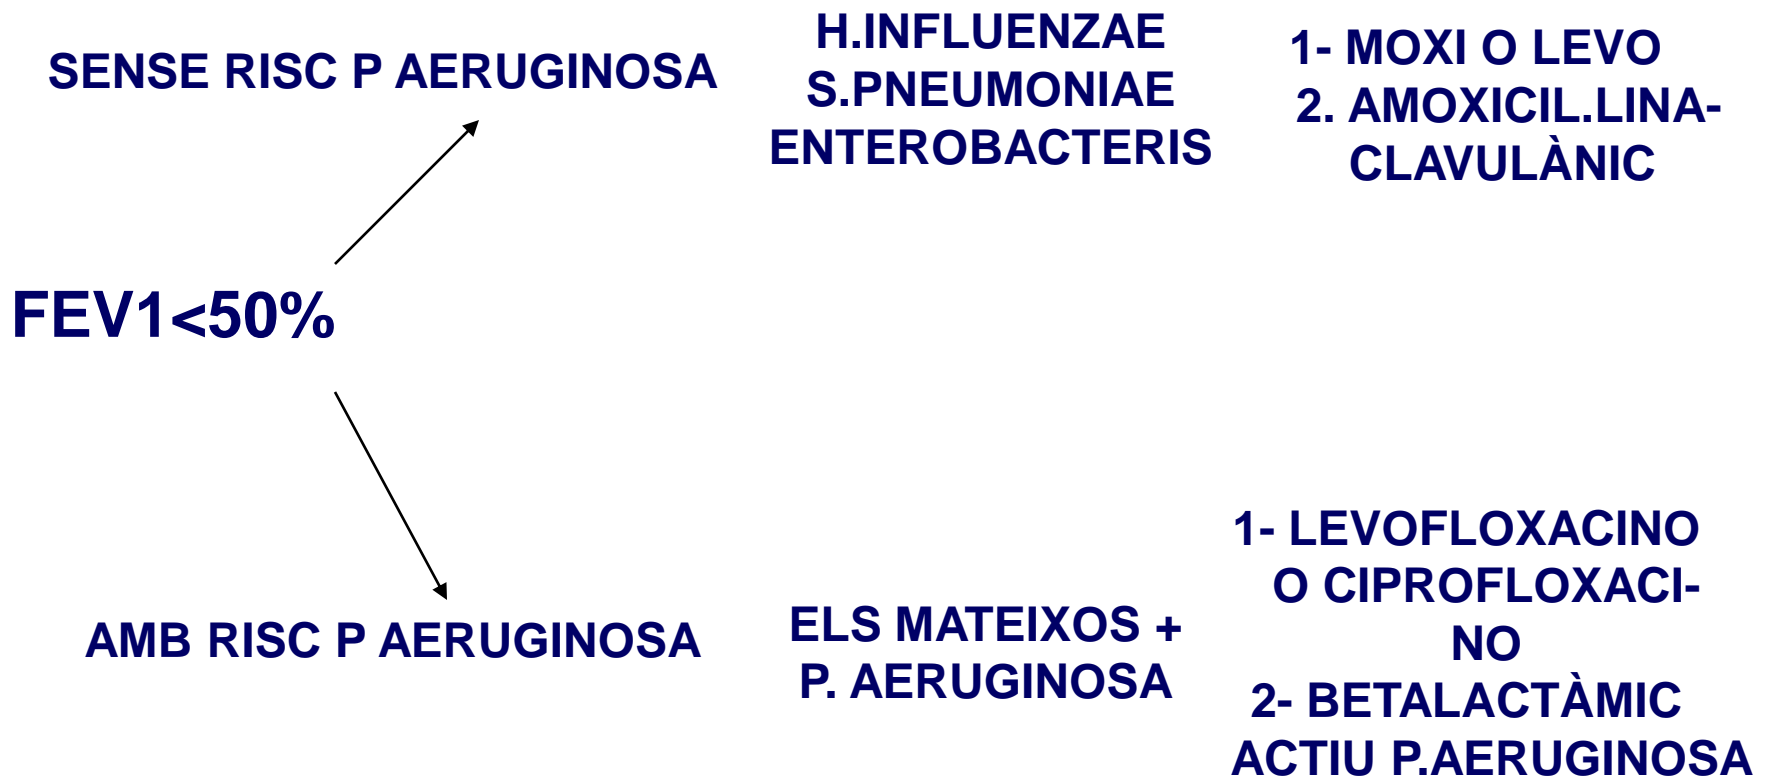 SENSE RISC P AERUGINOSA
H.INFLUENZAE
S.PNEUMONIAE
ENTEROBACTERIS
1- MOXI O LEVO
2. AMOXICIL.LINA-
CLAVULÀNIC
FEV1<50%
AMB RISC P AERUGINOSA
ELS MATEIXOS +
P. AERUGINOSA
1- LEVOFLOXACINO
O CIPROFLOXACI-
NO
2- BETALACTÀMIC
ACTIU P.AERUGINOSA